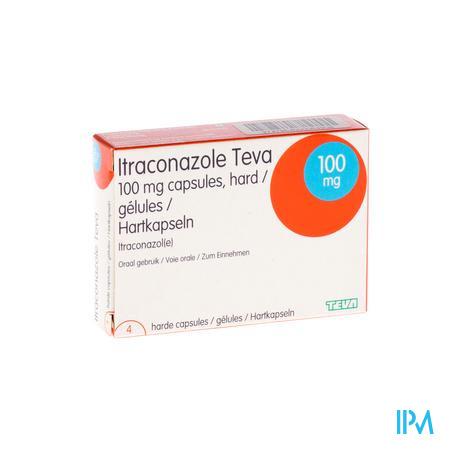 Itraconazole Teva
100 mg capsules, hard /
gélules /
Hartkapseln
Itraconazol(e)
Oraal gebruik / Voie orale / Zum Einnehmen
100
mg
TEVA
4 harde capsules / gélules / Hartkapseln
Itraconazole Teva
IPM